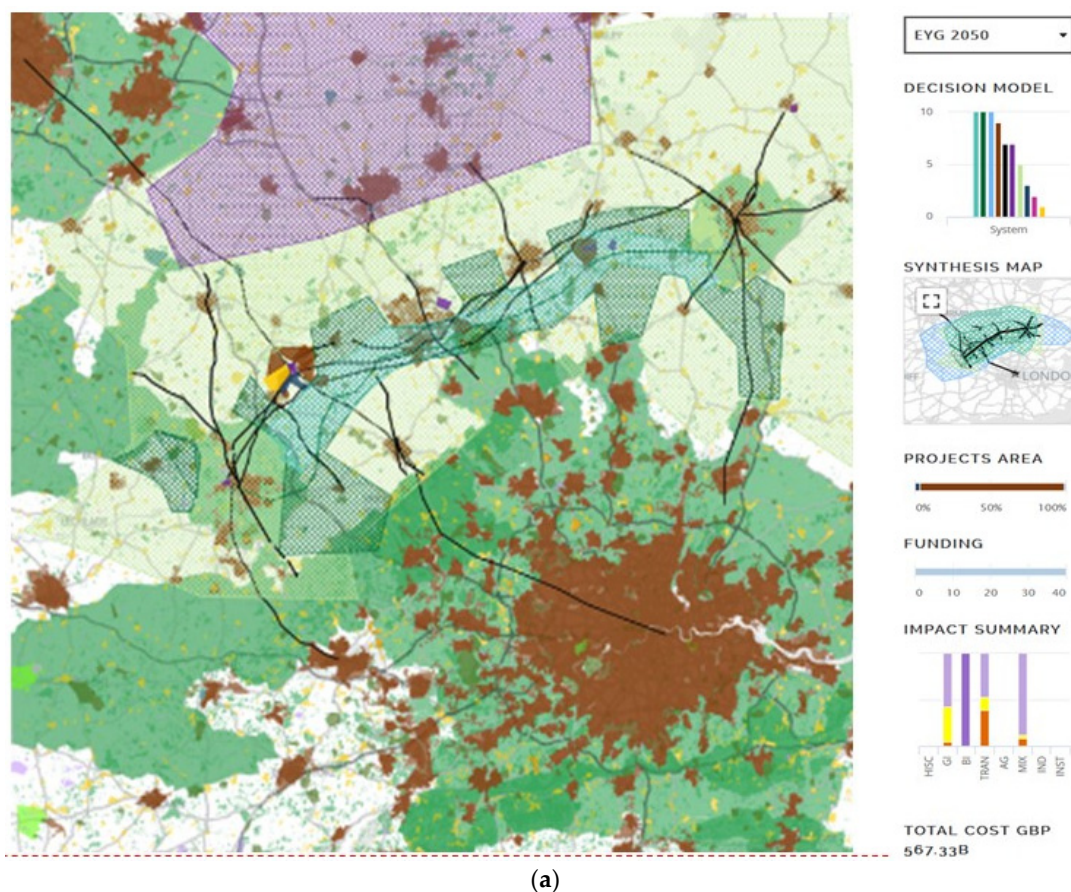 EYG 2050
DECISION MODEL
10
5
0
System
SYNTHESIS MAP
LONDO
PROJECTS AREA
0% 50% 100%
FUNDING
0 10 20 30 40
IMPACT SUMMARY
HISC GI BI TRAN AG MIX IND INST
TOTAL COST GBP
567.33B
(a)